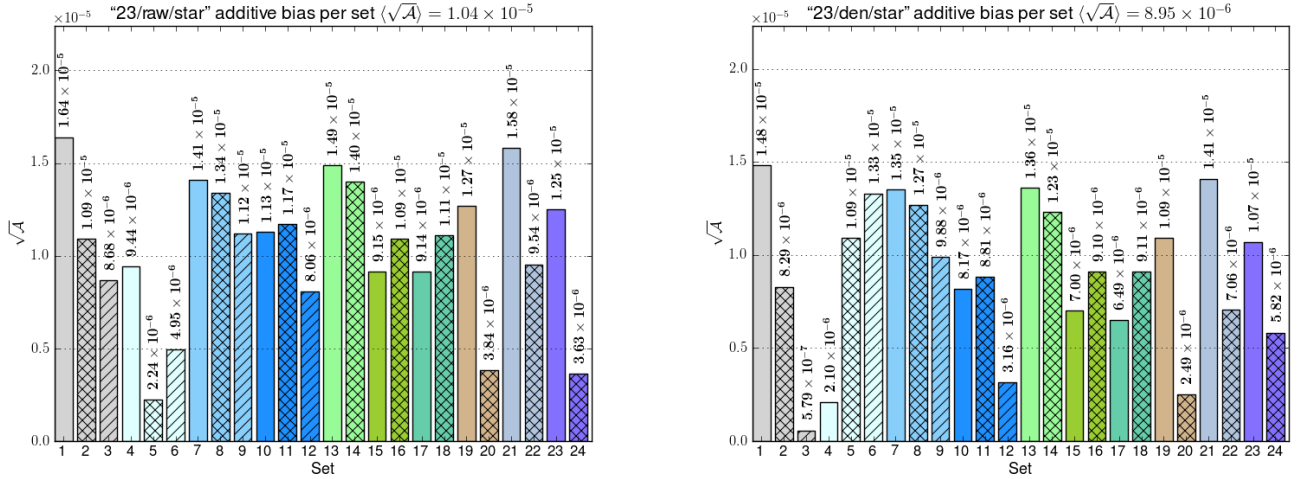 "23/raw/star" additive bias per set ⟨√𝒜⟩ = 1.04 × 10⁻⁵
×10⁻⁵
2.0
1.5
1.0
0.5
0.0
√𝒜
1.64 × 10⁻⁵
1.09 × 10⁻⁵
8.68 × 10⁻⁶
9.44 × 10⁻⁶
2.24 × 10⁻⁶
4.95 × 10⁻⁶
1.41 × 10⁻⁵
1.34 × 10⁻⁵
1.12 × 10⁻⁵
1.13 × 10⁻⁵
1.17 × 10⁻⁵
8.06 × 10⁻⁶
1.49 × 10⁻⁵
1.40 × 10⁻⁵
9.15 × 10⁻⁶
1.09 × 10⁻⁵
9.14 × 10⁻⁶
1.11 × 10⁻⁵
1.27 × 10⁻⁵
3.84 × 10⁻⁶
1.58 × 10⁻⁵
9.54 × 10⁻⁶
1.25 × 10⁻⁵
3.63 × 10⁻⁶
1 2 3 4 5 6 7 8 9 10 11 12 13 14 15 16 17 18 19 20 21 22 23 24
Set
"23/den/star" additive bias per set ⟨√𝒜⟩ = 8.95 × 10⁻⁶
×10⁻⁵
2.0
1.5
1.0
0.5
0.0
√𝒜
1.48 × 10⁻⁵
8.29 × 10⁻⁶
5.79 × 10⁻⁷
2.10 × 10⁻⁶
1.09 × 10⁻⁵
1.33 × 10⁻⁵
1.35 × 10⁻⁵
1.27 × 10⁻⁵
9.88 × 10⁻⁶
8.17 × 10⁻⁶
8.81 × 10⁻⁶
3.16 × 10⁻⁶
1.36 × 10⁻⁵
1.23 × 10⁻⁵
7.00 × 10⁻⁶
9.10 × 10⁻⁶
6.49 × 10⁻⁶
9.11 × 10⁻⁶
1.09 × 10⁻⁵
2.49 × 10⁻⁶
1.41 × 10⁻⁵
7.06 × 10⁻⁶
1.07 × 10⁻⁵
5.82 × 10⁻⁶
1 2 3 4 5 6 7 8 9 10 11 12 13 14 15 16 17 18 19 20 21 22 23 24
Set